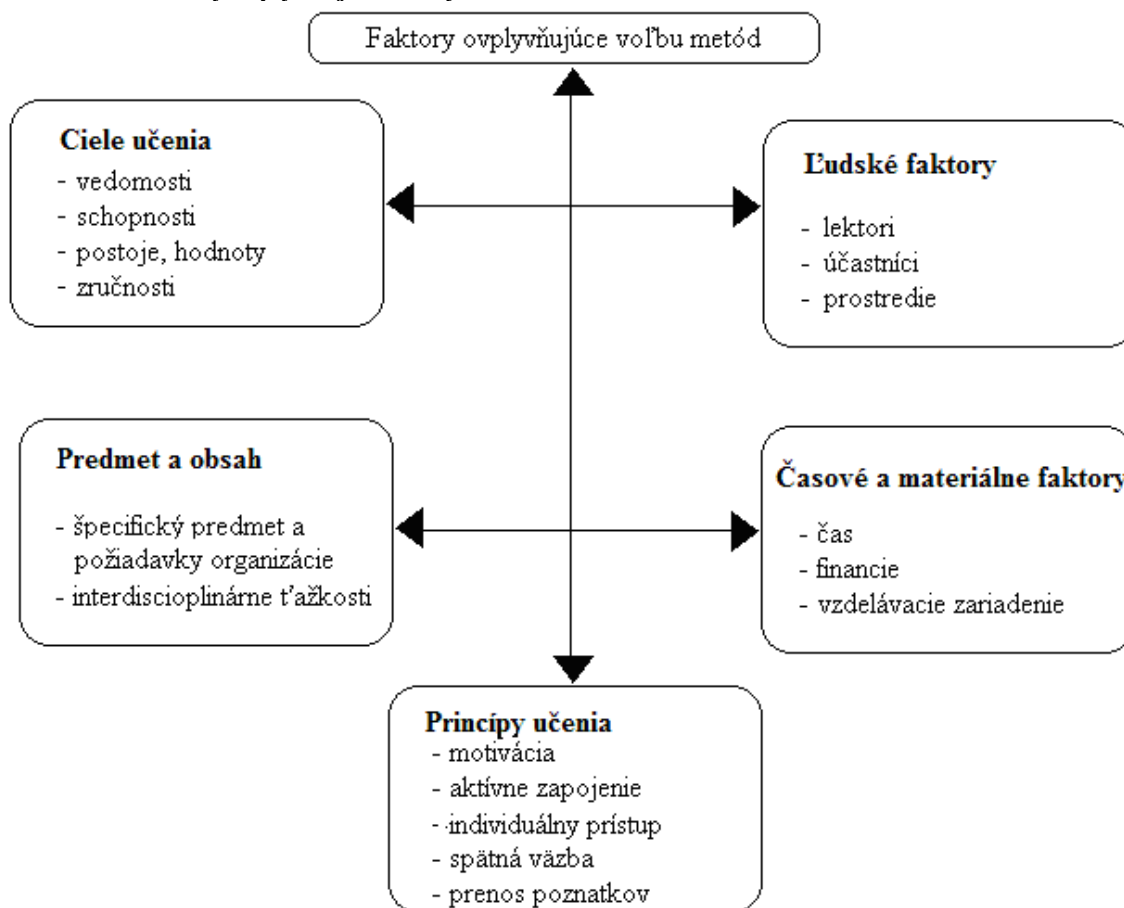 Faktory ovplyvňujúce voľbu metód
Ciele učenia
- vedomosti
- schopnosti
- postoje, hodnoty
- zručnosti
Ľudské faktory
- lektori
- účastníci
- prostredie
Predmet a obsah
- špecifický predmet a
požiadavky organizácie
- interdiscioplinárne ťažkosti
Časové a materiálne faktory
- čas
- financie
- vzdelávacie zariadenie
Princípy učenia
- motivácia
- aktívne zapojenie
- individuálny prístup
- spätná väzba
- prenos poznatkov